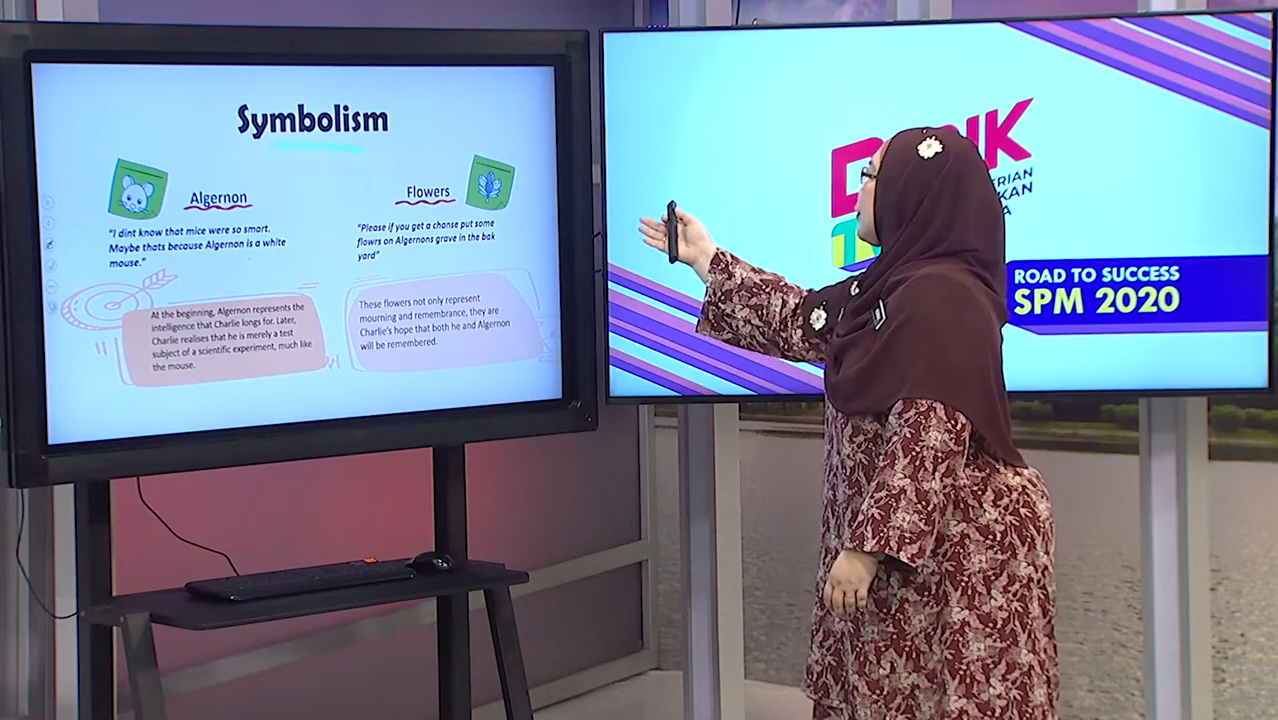 Symbolism
Algernon
"I dint know that mice were so smart.
Maybe thats because Algernon is a white
mouse."
At the beginning, Algernon represents the
intelligence that Charlie longs for. Later,
Charlie realises that he is merely a test
subject of a scientific experiment, much like
the mouse.
Flowers
"Please if you get a chanse put some
flowrs on Algernons grave in the bak
yard"
These flowers not only represent
mourning and remembrance, they are
Charlie's hope that both he and Algernon
will be remembered.
ROAD TO SUCCESS
SPM 2020